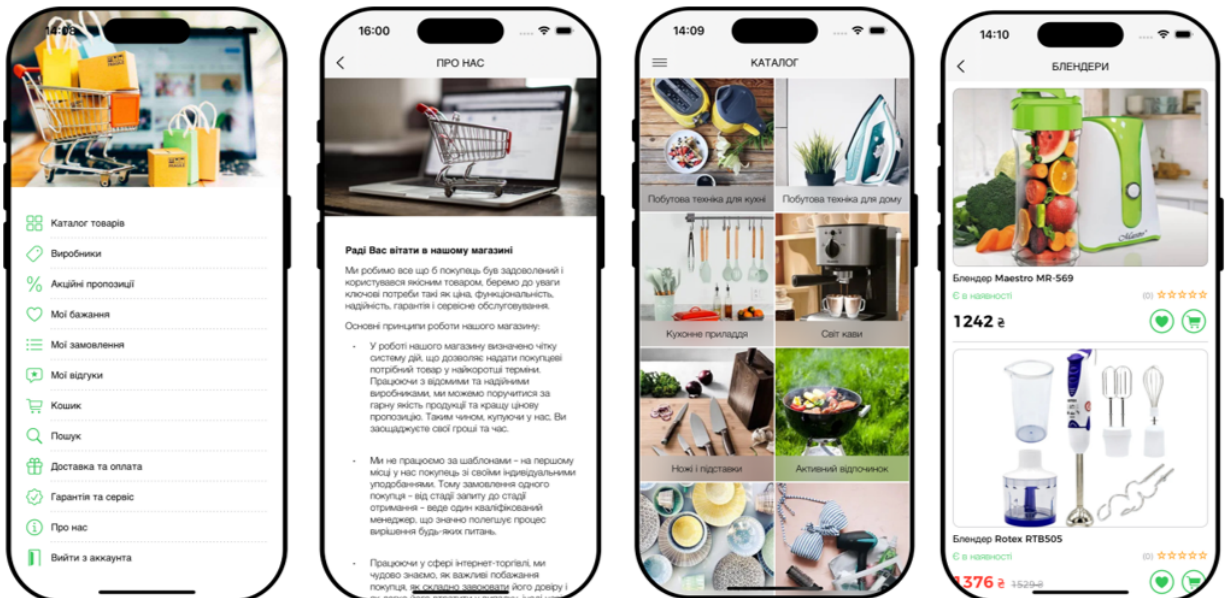 14:08
Каталог товарів
Виробники
Акційні пропозиції
Мої бажання
Мої замовлення
Мої відгуки
Кошик
Пошук
Доставка та оплата
Гарантія та сервіс
Про нас
Вийти з аккаунта
16:00
ПРО НАС
Раді Вас вітати в нашому магазині
Ми робимо все що б покупець був задоволений і
користувався якісним товаром, беремо до уваги
ключові потреби такі як ціна, функціональність,
надійність, гарантія і сервісне обслуговування.
Основні принципи роботи нашого магазину:
- У роботі нашого магазину визначено чітку
систему дій, що дозволяє надати покупцеві
потрібний товар у найкоротші терміни.
Працюючи з відомими та надійними
виробниками, ми можемо поручитися за
гарну якість продукції та кращу цінову
пропозицію. Таким чином, купуючи у нас, Ви
заощаджуєте свої гроші та час.
- Ми не працюємо за шаблонами – на першому
місці у нас покупець зі своїми індивідуальними
уподобаннями. Тому замовлення одного
покупця – від стадії запиту до стадії
отримання – веде один кваліфікований
менеджер, що значно полегшує процес
вирішення будь-яких питань.
- Працюючи у сфері інтернет-торгівлі, ми
чудово знаємо, як важливі побажання
покупця, як складно завоювати його довіру і
14:09
КАТАЛОГ
Побутова техніка для кухні
Побутова техніка для дому
Кухонне приладдя
Світ кави
Ножі і підставки
Активний відпочинок
14:10
БЛЕНДЕРИ
Maestro
Блендер Maestro MR-569
Є в наявності
(0)
1242 ₴
Блендер Rotex RTB505
Є в наявності
(0)
1376 ₴ 1529 ₴